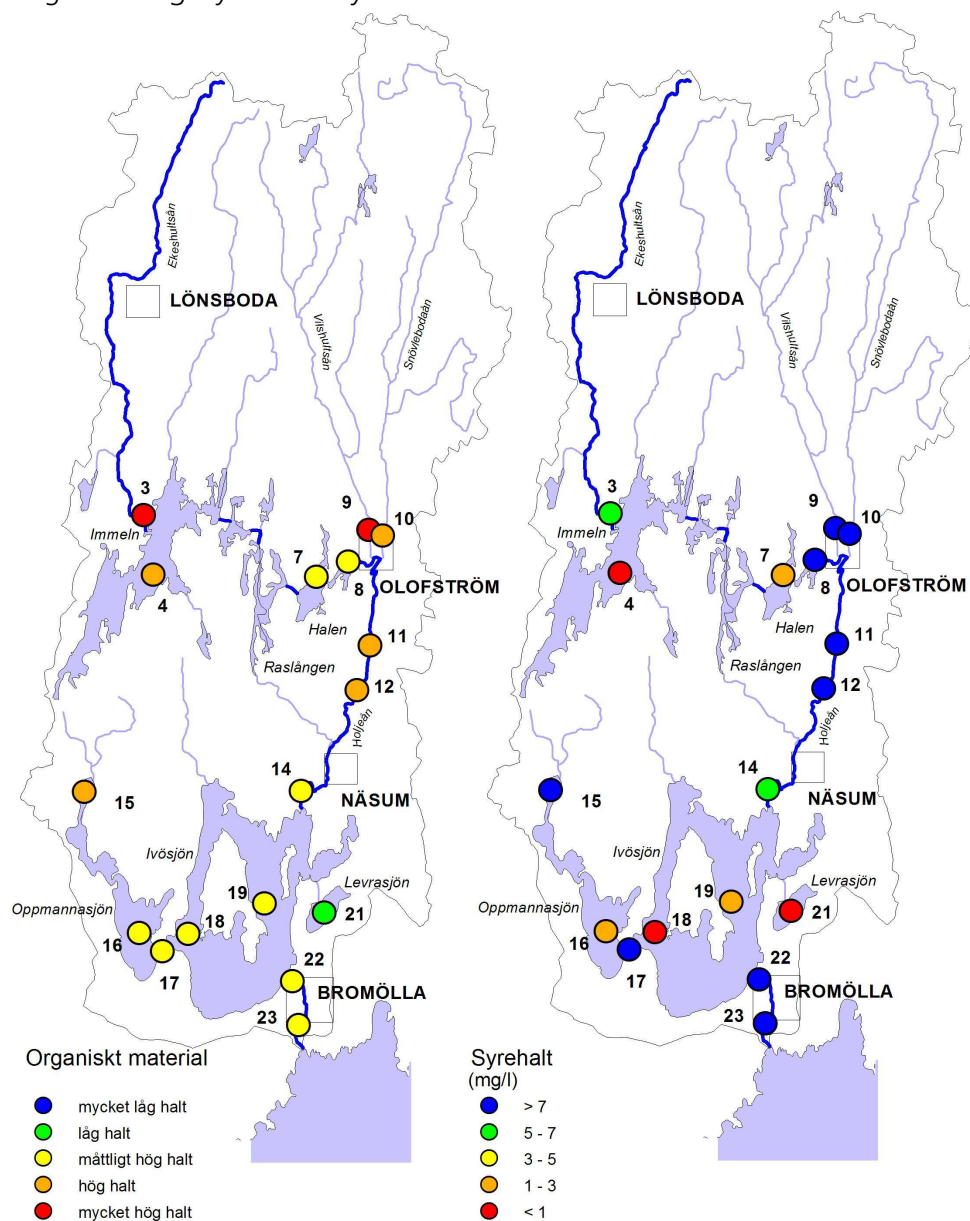 Ekeshultsån
LÖNSBODA
Vilshultsån
Snövlebodaån
3
Immeln
4
7
8
9
10
OLOFSTRÖM
Halen
11
Raslången
12
Holjeån
14
NÄSUM
15
Ivösjön
Levrasjön
19
21
Oppmannasjön
18
16
17
22
BROMÖLLA
23
Organiskt material
mycket låg halt
låg halt
måttligt hög halt
hög halt
mycket hög halt
Ekeshultsån
LÖNSBODA
Vilshultsån
Snövlebodaån
3
Immeln
4
7
8
9
10
OLOFSTRÖM
Halen
11
Raslången
12
Holjeån
14
NÄSUM
15
Ivösjön
Levrasjön
19
21
Oppmannasjön
18
16
17
22
BROMÖLLA
23
Syrehalt
(mg/l)
> 7
5 - 7
3 - 5
1 - 3
< 1